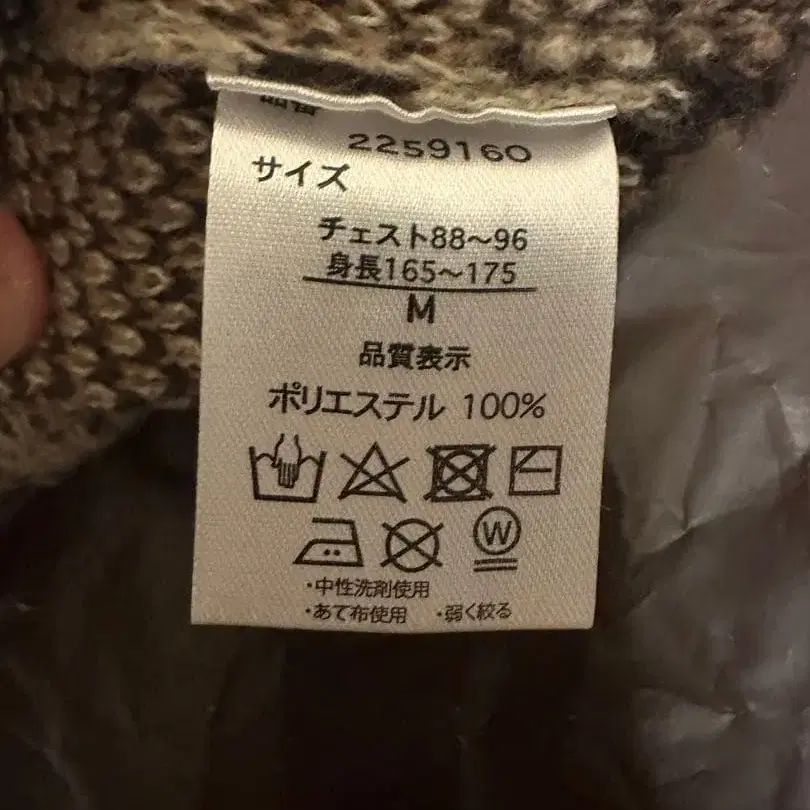 品番
2259160
サイズ
チェスト88〜96
身長165〜175
M
品質表示
ポリエステル 100%
W
・中性洗剤使用
・あて布使用 ・弱く絞る